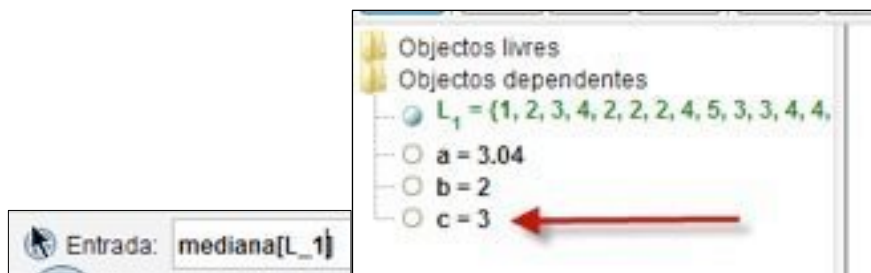 Entrada: mediana[L_1]
Objectos livres
Objectos dependentes
L1 = {1, 2, 3, 4, 2, 2, 2, 4, 5, 3, 3, 4, 4,
a = 3.04
b = 2
c = 3